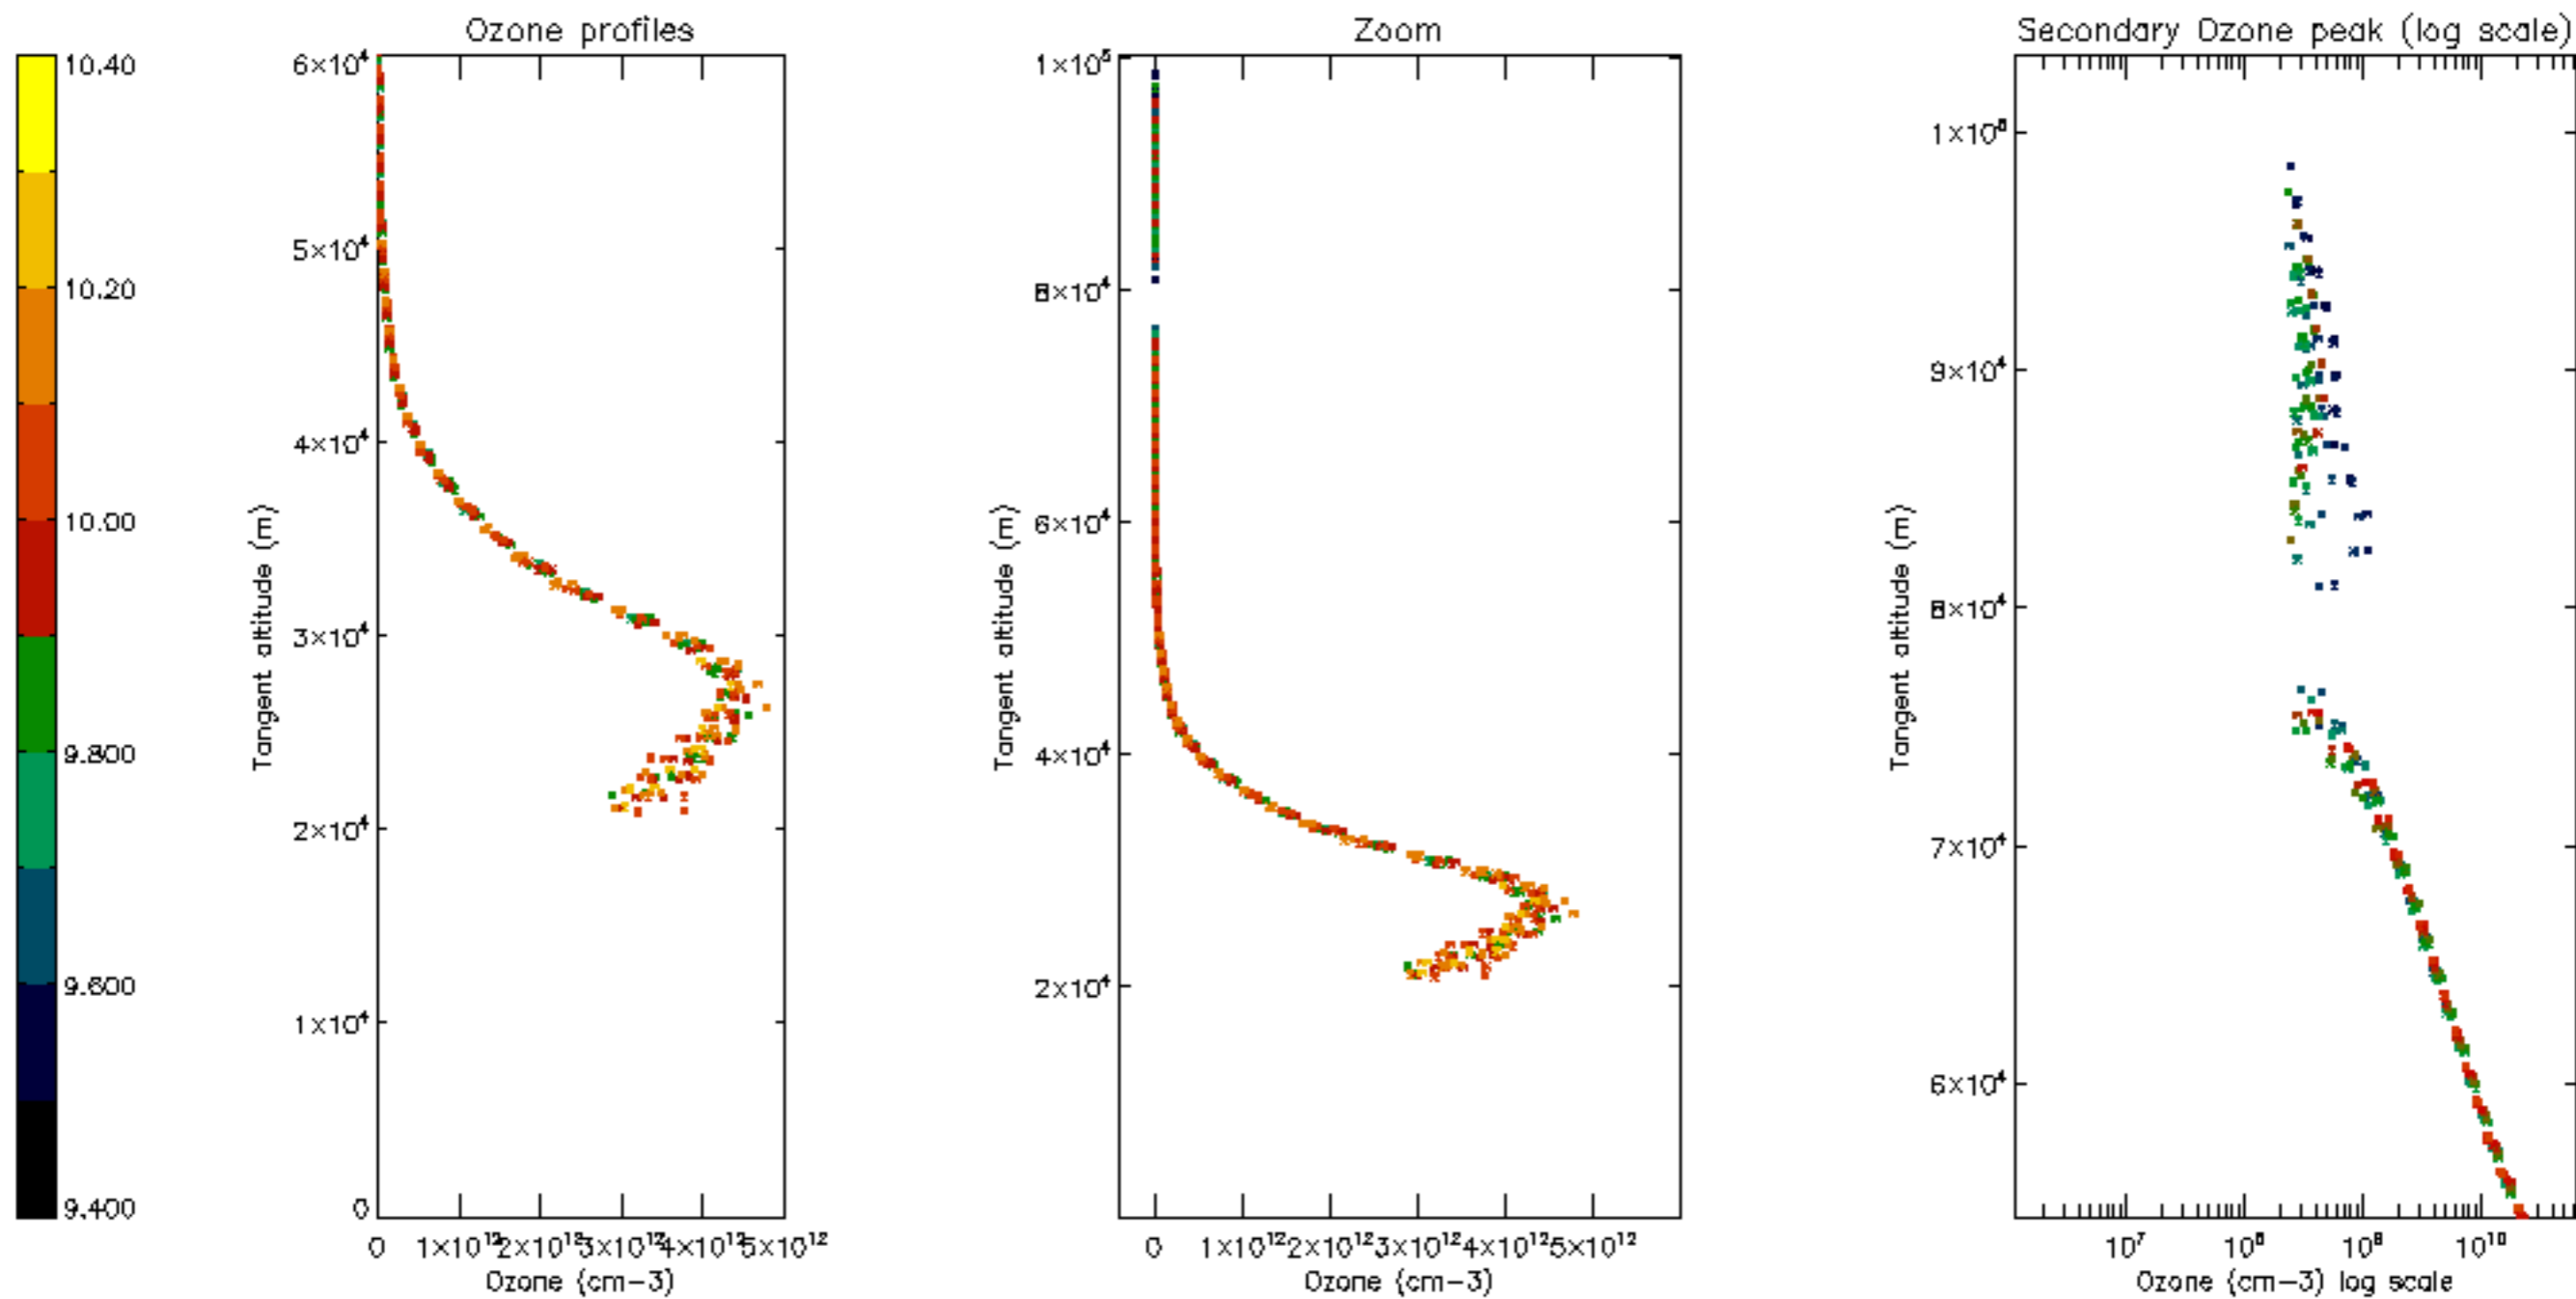 Ozone profiles
Zoom
Secondary Ozone peak (log scale)
10.40
10.20
10.00
9.800
9.600
9.400
6×10⁴
5×10⁴
4×10⁴
3×10⁴
2×10⁴
1×10⁴
0
Tangent altitude (m)
0 1×10¹² 2×10¹² 3×10¹² 4×10¹² 5×10¹²
Ozone (cm-3)
1×10⁵
8×10⁴
6×10⁴
4×10⁴
2×10⁴
Tangent altitude (m)
0 1×10¹² 2×10¹² 3×10¹² 4×10¹² 5×10¹²
Ozone (cm-3)
1×10⁵
9×10⁴
8×10⁴
7×10⁴
6×10⁴
Tangent altitude (m)
10⁷ 10⁸ 10⁹ 10¹⁰
Ozone (cm-3) log scale